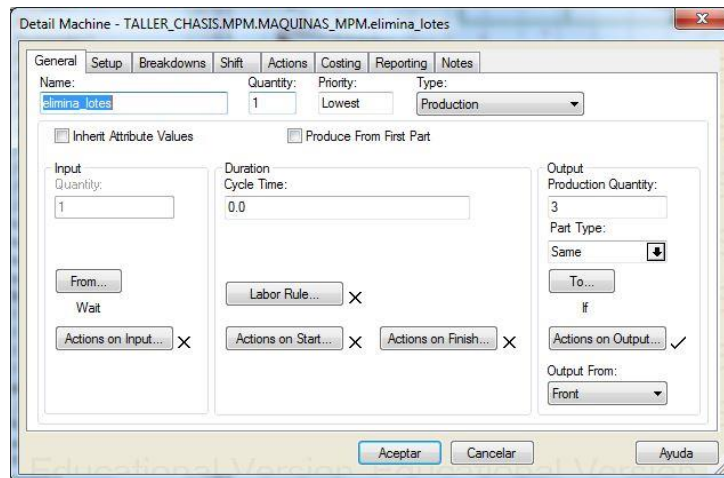 Detail Machine - TALLER_CHASIS.MPM.MAQUINAS_MPM.elimina_lotes
General Setup Breakdowns Shift Actions Costing Reporting Notes
Name: Quantity: Priority: Type:
elimina_lotes 1 Lowest Production
Inherit Attribute Values Produce From First Part
Input Duration Output
Quantity: Cycle Time: Production Quantity:
1 0.0 3
Part Type:
Same
From... Labor Rule... To...
Wait If
Actions on Input... Actions on Start... Actions on Finish... Actions on Output...
Output From:
Front
Aceptar Cancelar Ayuda
Educational Version Educational Version